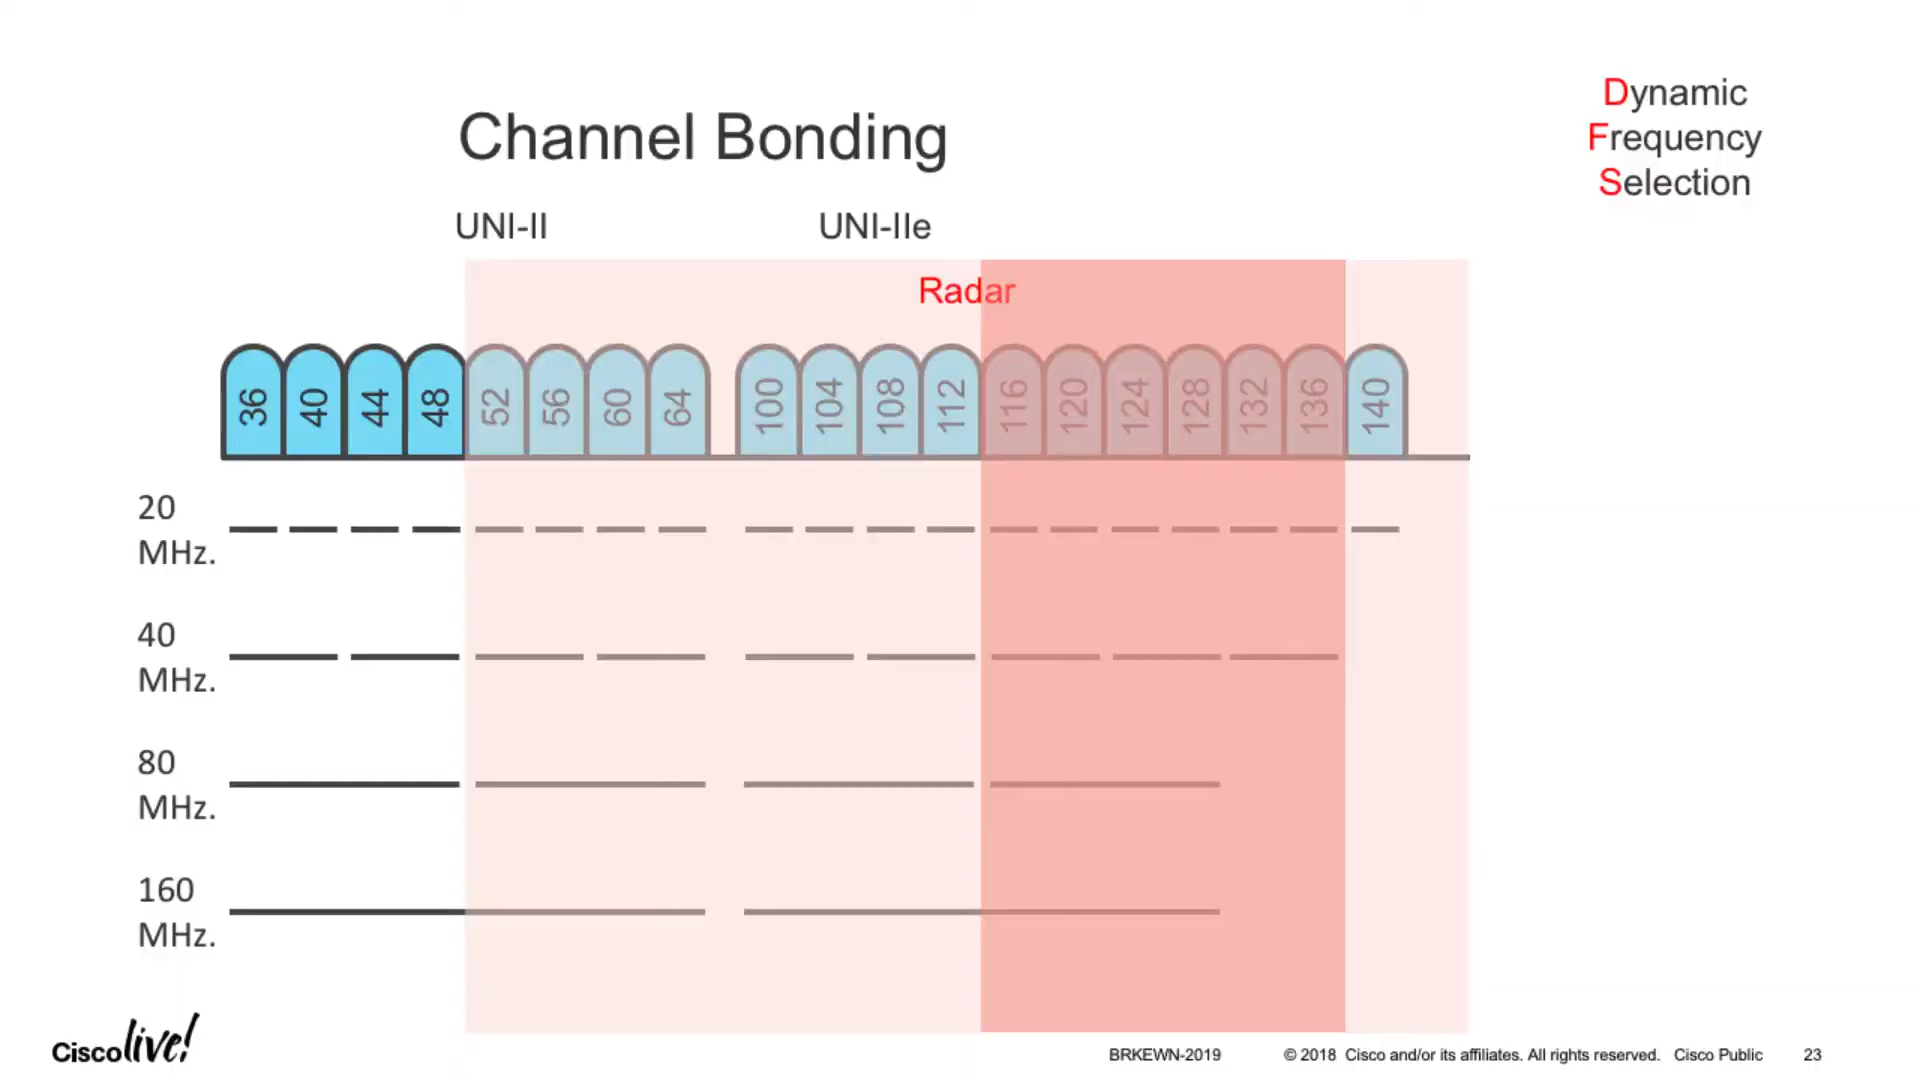 Dynamic
Frequency
Selection
Channel Bonding
UNI-II
UNI-IIe
Radar
36 40 44 48 52 56 60 64 100 104 108 112 116 120 124 128 132 136 140
20
MHz.
40
MHz.
80
MHz.
160
MHz.
Cisco live!
BRKEWN-2019 © 2018 Cisco and/or its affiliates. All rights reserved. Cisco Public 23